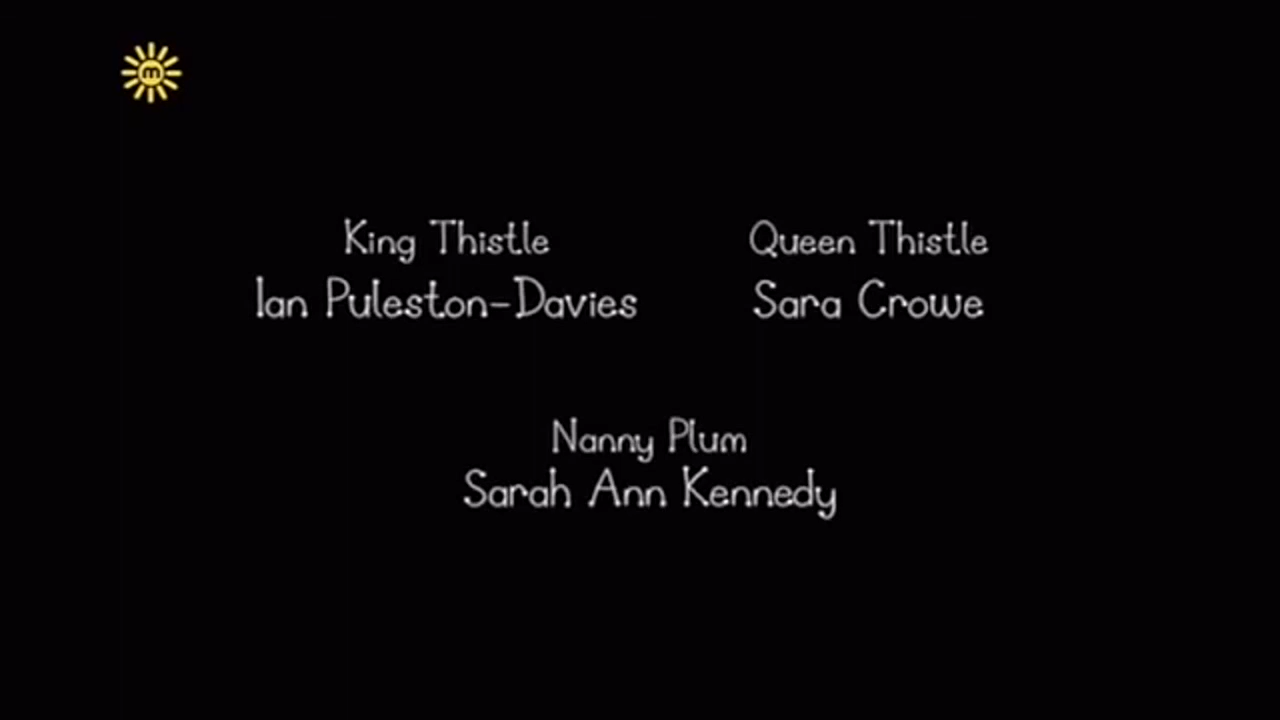 m
King Thistle
Queen Thistle
Ian Puleston-Davies
Sara Crowe
Nanny Plum
Sarah Ann Kennedy